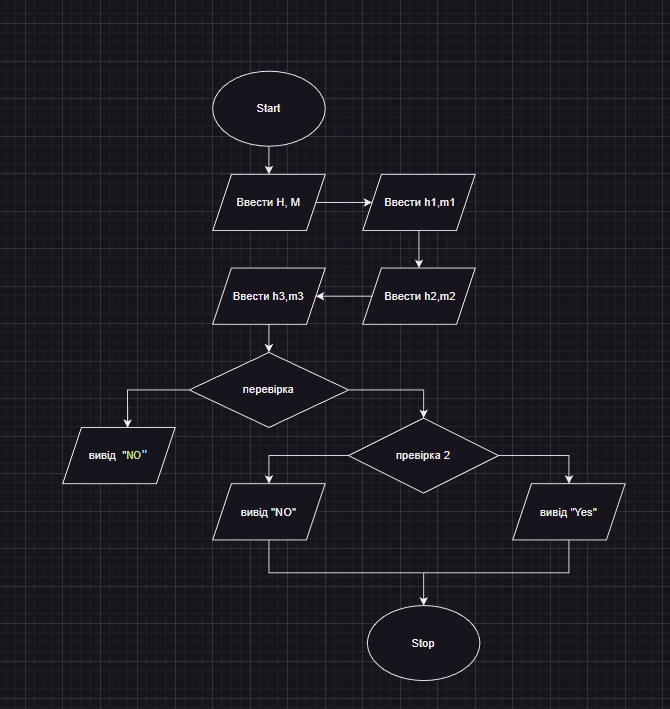 Start
Ввести H, M
Ввести h1,m1
Ввести h3,m3
Ввести h2,m2
перевірка
вивід "NO"
превірка 2
вивід "NO"
вивід "Yes"
Stop